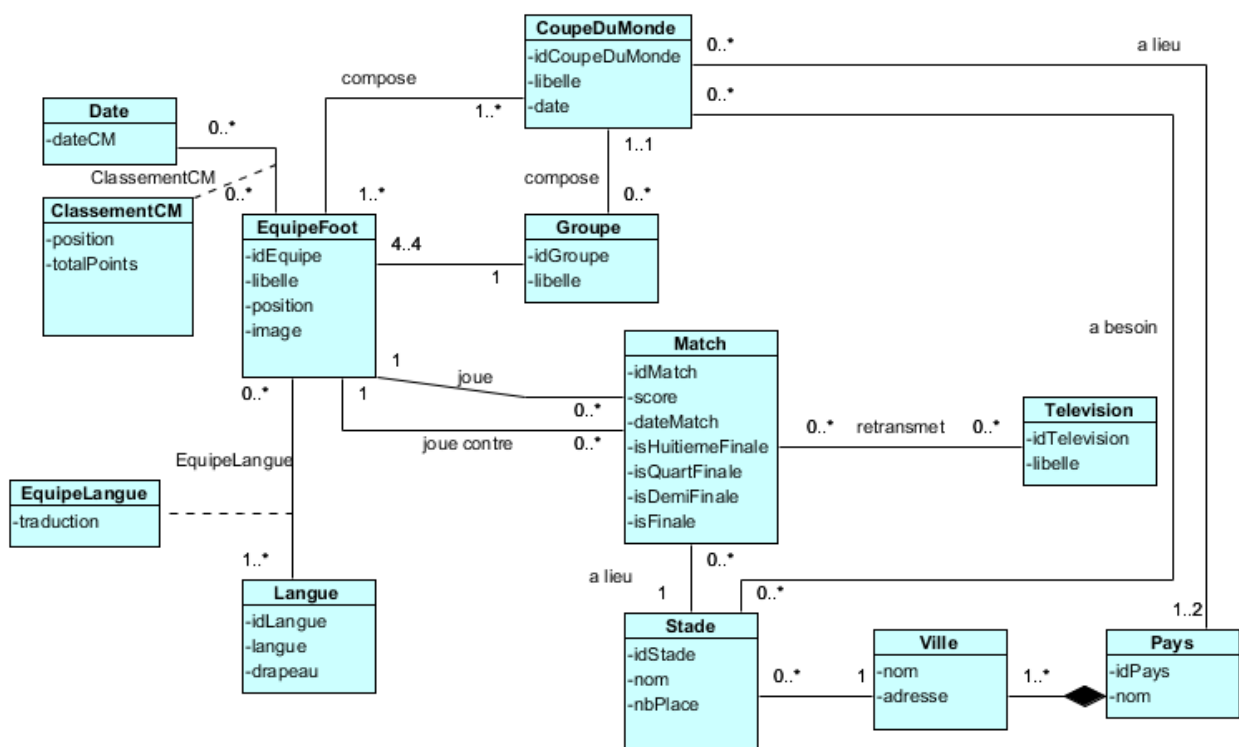 CoupeDuMonde
-idCoupeDuMonde
-libelle
-date
0..*
a lieu
0..*
compose
1..*
Date
-dateCM
0..*
ClassementCM
0..*
1..*
1..1
compose
0..*
ClassementCM
-position
-totalPoints
EquipeFoot
-idEquipe
-libelle
-position
-image
4..4
1
Groupe
-idGroupe
-libelle
a besoin
1
joue
0..*
1
joue contre
0..*
0..*
Match
-idMatch
-score
-dateMatch
-isHuitiemeFinale
-isQuartFinale
-isDemiFinale
-isFinale
0..*
retransmet
0..*
Television
-idTelevision
-libelle
EquipeLangue
EquipeLangue
-traduction
1..*
Langue
-idLangue
-langue
-drapeau
0..*
a lieu
1
0..*
1..2
Stade
-idStade
-nom
-nbPlace
0..*
1
Ville
-nom
-adresse
1..*
Pays
-idPays
-nom